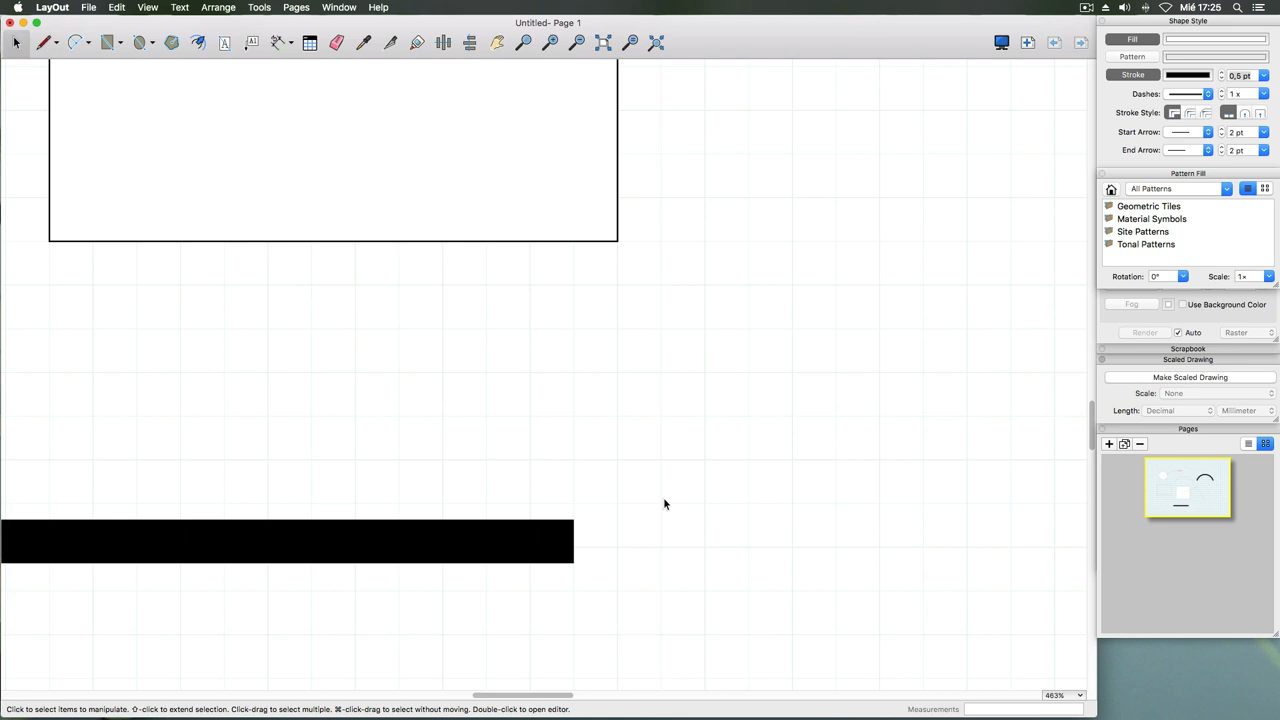 LayOut File Edit View Text Arrange Tools Pages Window Help Mié 17:25
Untitled- Page 1
Shape Style
Fill
Pattern
Stroke 0,5 pt
Dashes: 1 x
Stroke Style:
Start Arrow: 2 pt
End Arrow: 2 pt
Pattern Fill
All Patterns
Geometric Tiles
Material Symbols
Site Patterns
Tonal Patterns
Rotation: 0° Scale: 1×
Fog Use Background Color
Render Auto Raster
Scrapbook
Scaled Drawing
Make Scaled Drawing
Scale: None
Length: Decimal Millimeter
Pages
463%
Click to select items to manipulate. ⇧-click to extend selection. Click-drag to select multiple. ⌘-click-drag to select without moving. Double-click to open editor. Measurements